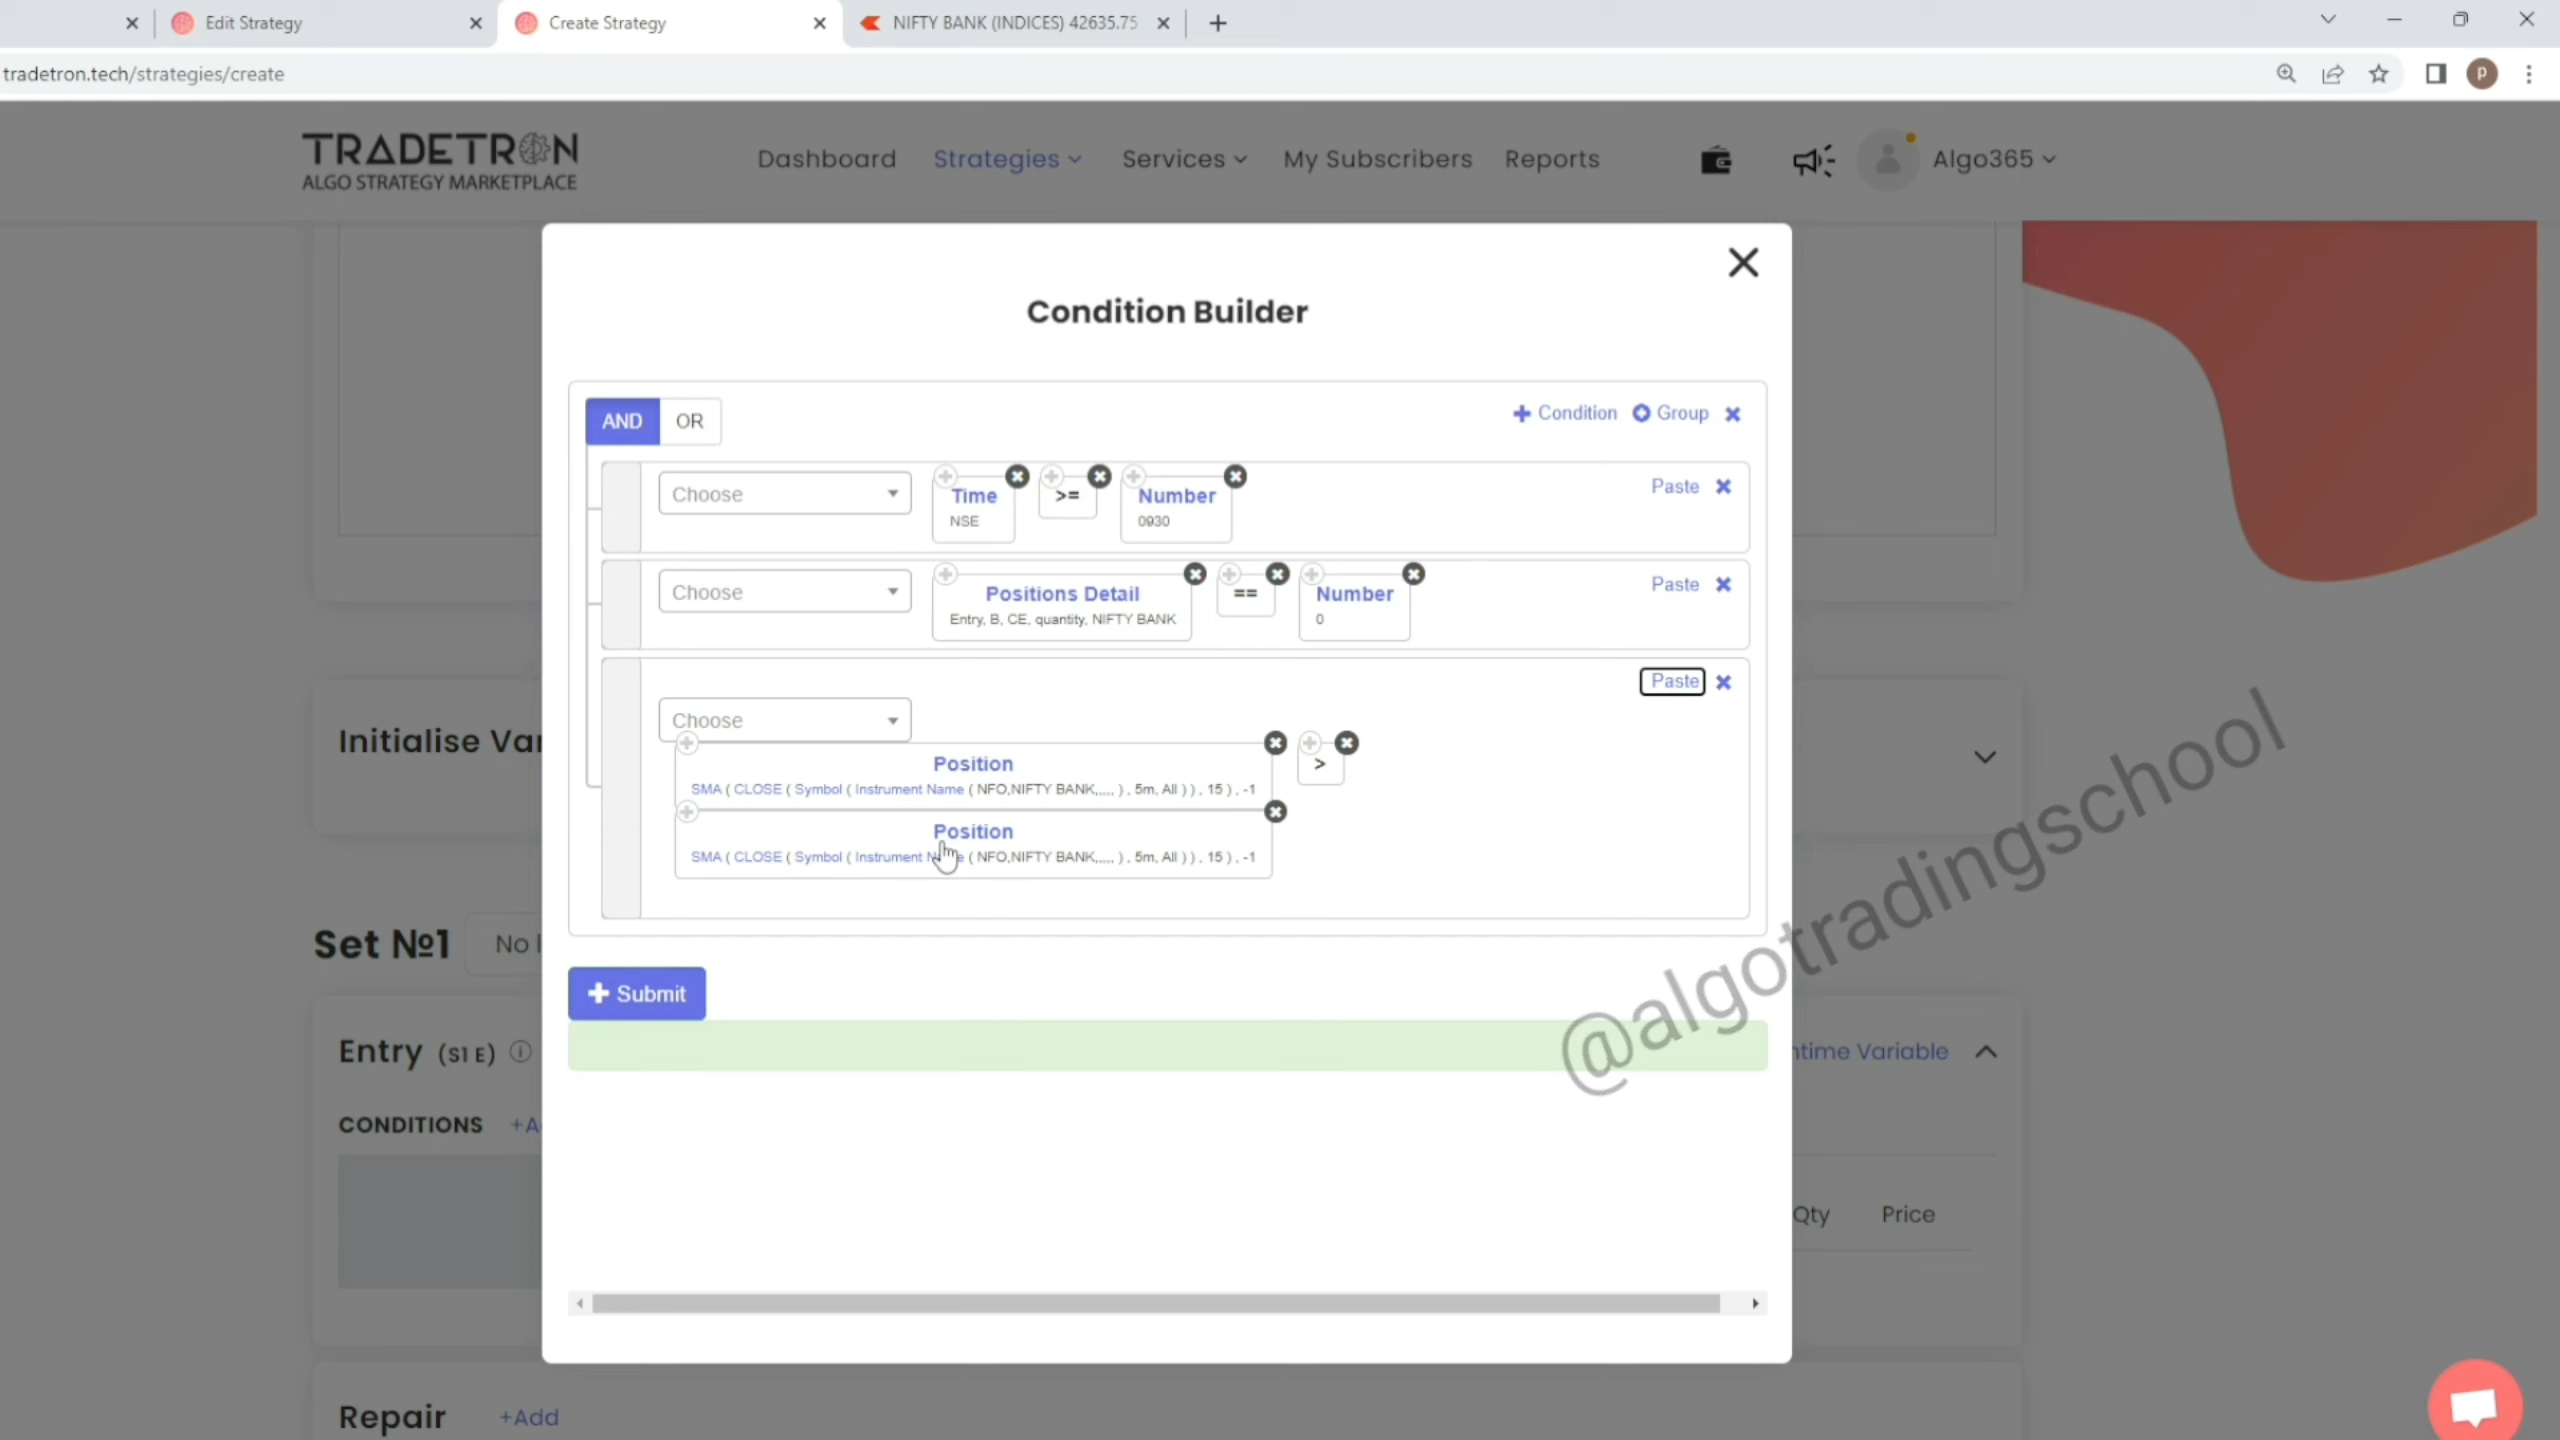 Edit Strategy
Create Strategy
NIFTY BANK (INDICES) 42635.75
tradetron.tech/strategies/create
p
TRADETRON
ALGO STRATEGY MARKETPLACE
Dashboard
Strategies
Services
My Subscribers
Reports
Algo365
Condition Builder
AND
OR
Condition
Group
Choose
Time
NSE
>=
Number
0930
Paste
Choose
Positions Detail
Entry, B, CE, quantity, NIFTY BANK
==
Number
0
Paste
Paste
Choose
Position
SMA ( CLOSE ( Symbol ( Instrument Name ( NFO,NIFTY BANK,,,,, ) , 5m, All ) ) , 15 ) , -1
>
Position
SMA ( CLOSE ( Symbol ( Instrument ( NFO,NIFTY BANK,,,,, ) , 5m, All ) ) , 15 ) , -1
Initialise
Set №1
No
+ Submit
@algotradingschool
Entry (S1 E)
Variable
CONDITIONS
Qty
Price
Repair
+Add